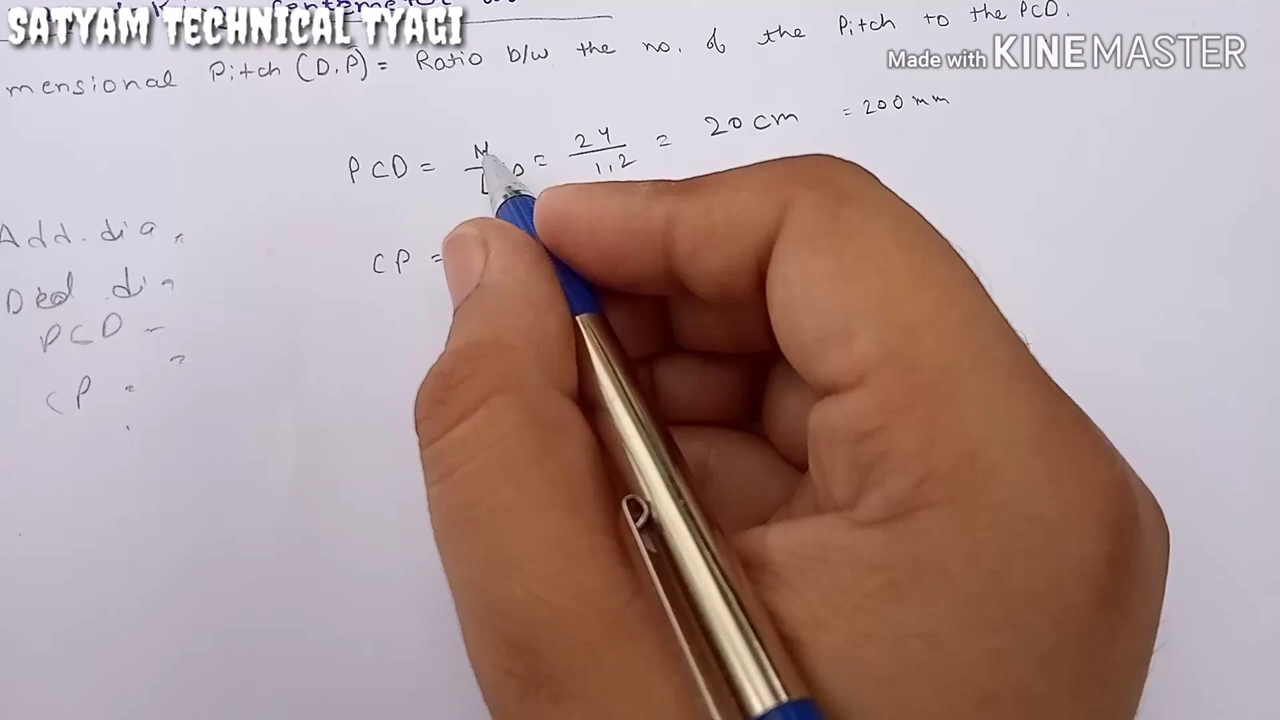 SATYAM TECHNICAL TYAGI
Made with KINEMASTER
mensional Pitch (D.P) = Ratio b/w the no. of the Pitch to the PCD.
PCD = N = 24/1.2 = 20 cm = 200 mm
Add. dia
CP =
Ded dia
PCD -
CP =